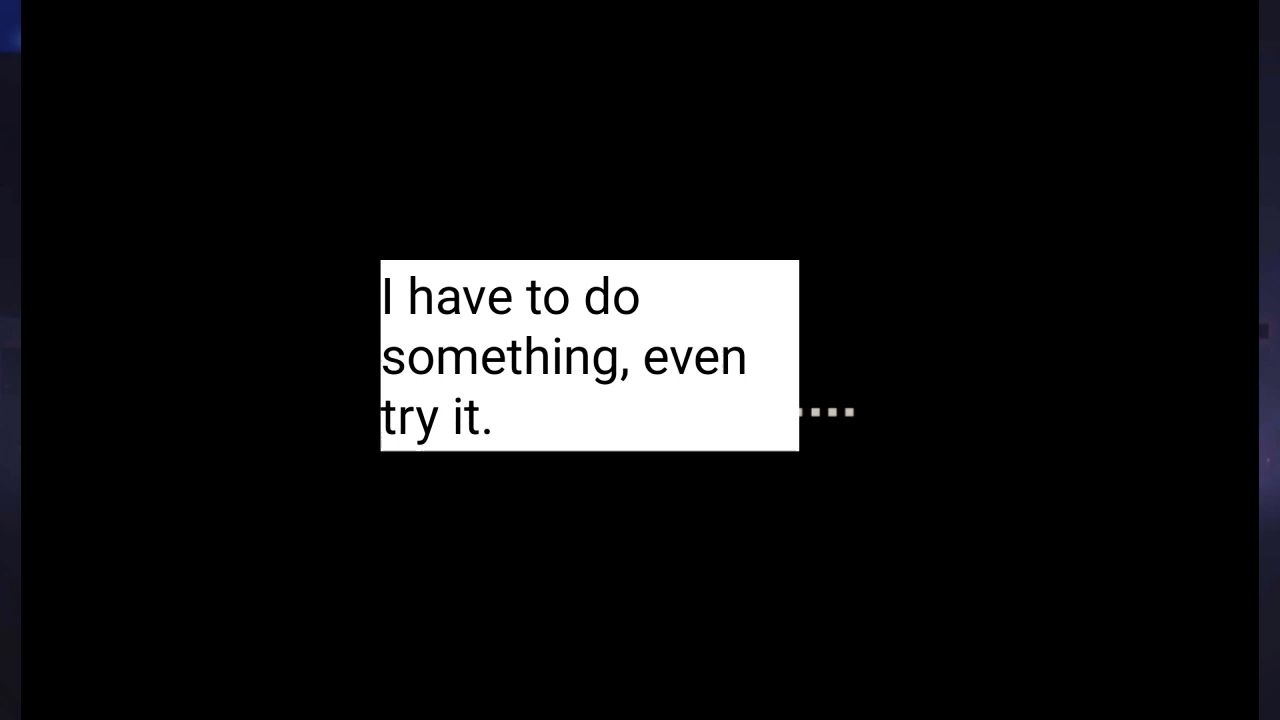 I have to do
something, even
try it.
....